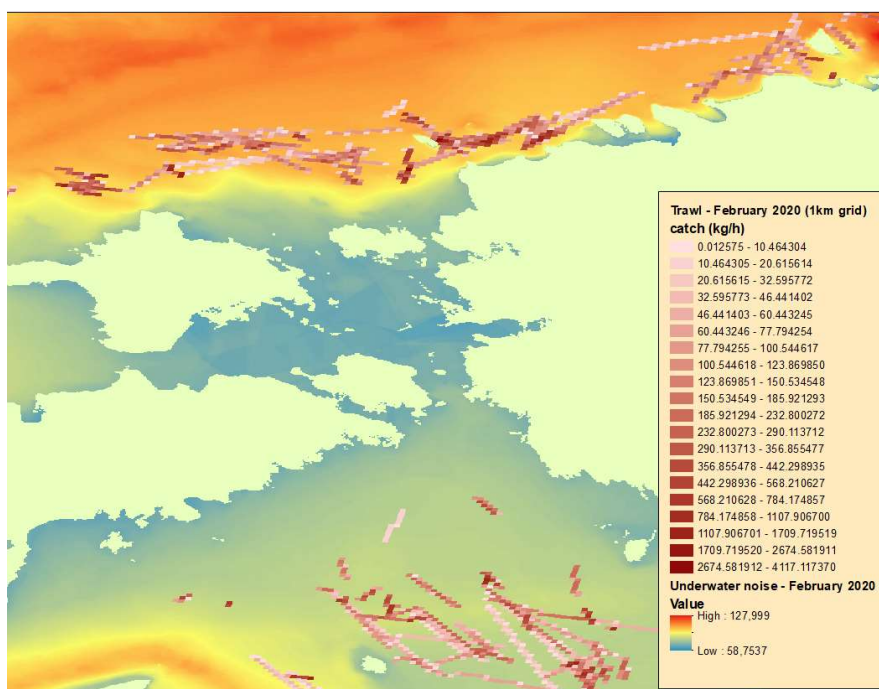 Trawl - February 2020 (1km grid)
catch (kg/h)
0.012575 - 10.464304
10.464305 - 20.615614
20.615615 - 32.595772
32.595773 - 46.441402
46.441403 - 60.443245
60.443246 - 77.794254
77.794255 - 100.544617
100.544618 - 123.869850
123.869851 - 150.534548
150.534549 - 185.921293
185.921294 - 232.800272
232.800273 - 290.113712
290.113713 - 356.855477
356.855478 - 442.298935
442.298936 - 568.210627
568.210628 - 784.174857
784.174858 - 1107.906700
1107.906701 - 1709.719519
1709.719520 - 2674.581911
2674.581912 - 4117.117370
Underwater noise - February 2020
Value
High : 127,999
Low : 58,7537